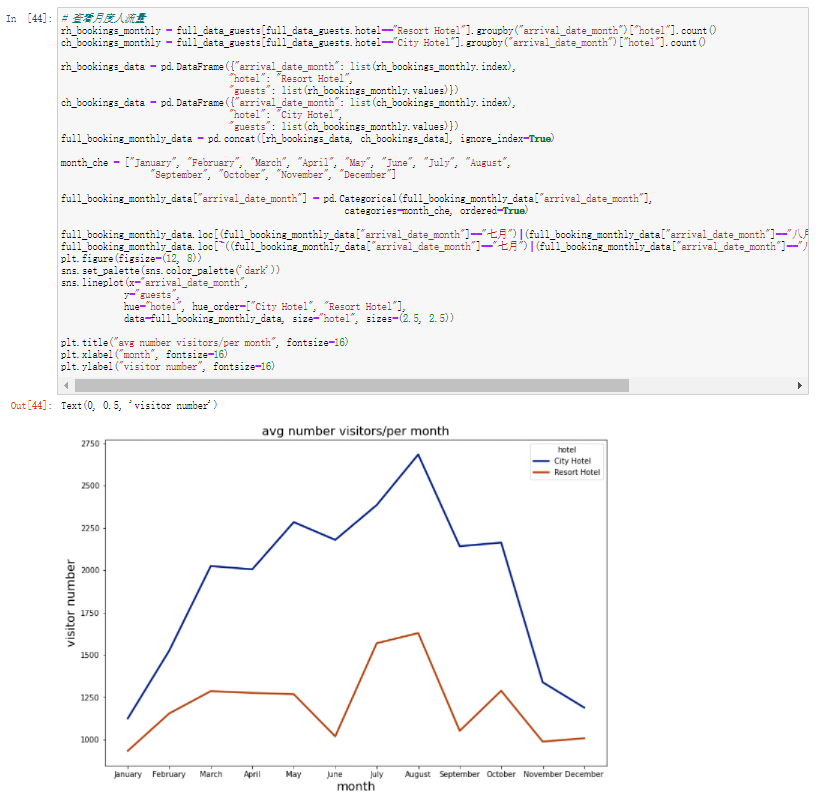 In [44]:
# 查看月度人流量
rh_bookings_monthly = full_data_guests[full_data_guests.hotel=="Resort Hotel"].groupby("arrival_date_month")["hotel"].count()
ch_bookings_monthly = full_data_guests[full_data_guests.hotel=="City Hotel"].groupby("arrival_date_month")["hotel"].count()
rh_bookings_data = pd.DataFrame({"arrival_date_month": list(rh_bookings_monthly.index),
"hotel": "Resort Hotel",
"guests": list(rh_bookings_monthly.values)})
ch_bookings_data = pd.DataFrame({"arrival_date_month": list(ch_bookings_monthly.index),
"hotel": "City Hotel",
"guests": list(ch_bookings_monthly.values)})
full_booking_monthly_data = pd.concat([rh_bookings_data, ch_bookings_data], ignore_index=True)
month_che = ["January", "February", "March", "April", "May", "June", "July", "August",
"September", "October", "November", "December"]
full_booking_monthly_data["arrival_date_month"] = pd.Categorical(full_booking_monthly_data["arrival_date_month"],
categories=month_che, ordered=True)
full_booking_monthly_data.loc[(full_booking_monthly_data["arrival_date_month"]=="七月")|(full_booking_monthly_data["arrival_date_month"]=="八月
full_booking_monthly_data.loc[~((full_booking_monthly_data["arrival_date_month"]=="七月")|(full_booking_monthly_data["arrival_date_month"]=="
plt.figure(figsize=(12, 8))
sns.set_palette(sns.color_palette('dark'))
sns.lineplot(x="arrival_date_month",
y="guests",
hue="hotel", hue_order=["City Hotel", "Resort Hotel"],
data=full_booking_monthly_data, size="hotel", sizes=(2.5, 2.5))
plt.title("avg number visitors/per month", fontsize=16)
plt.xlabel("month", fontsize=16)
plt.ylabel("visitor number", fontsize=16)
Out[44]: Text(0, 0.5, 'visitor number')
avg number visitors/per month
hotel
City Hotel
Resort Hotel
2750
2500
2250
2000
1750
1500
1250
1000
visitor number
January February March April May June July August September October November December
month